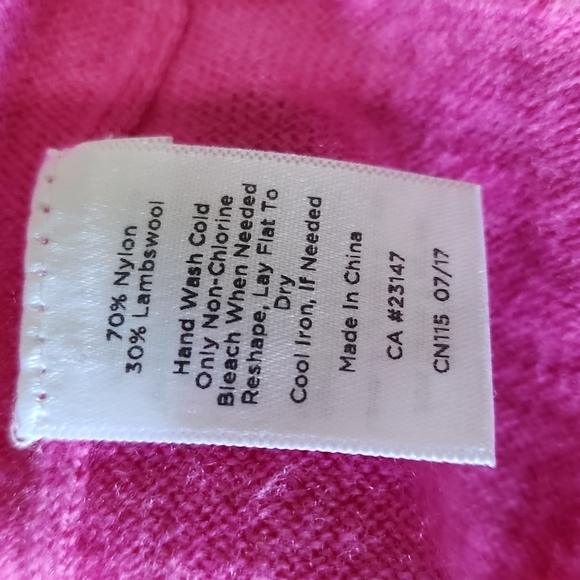 70% Nylon
30% Lambswool
Hand Wash Cold
Only Non-Chlorine
Bleach When Needed
Reshape, Lay Flat To
Dry
Cool Iron, If Needed
Made In China
CA #23147
CN115 07/17